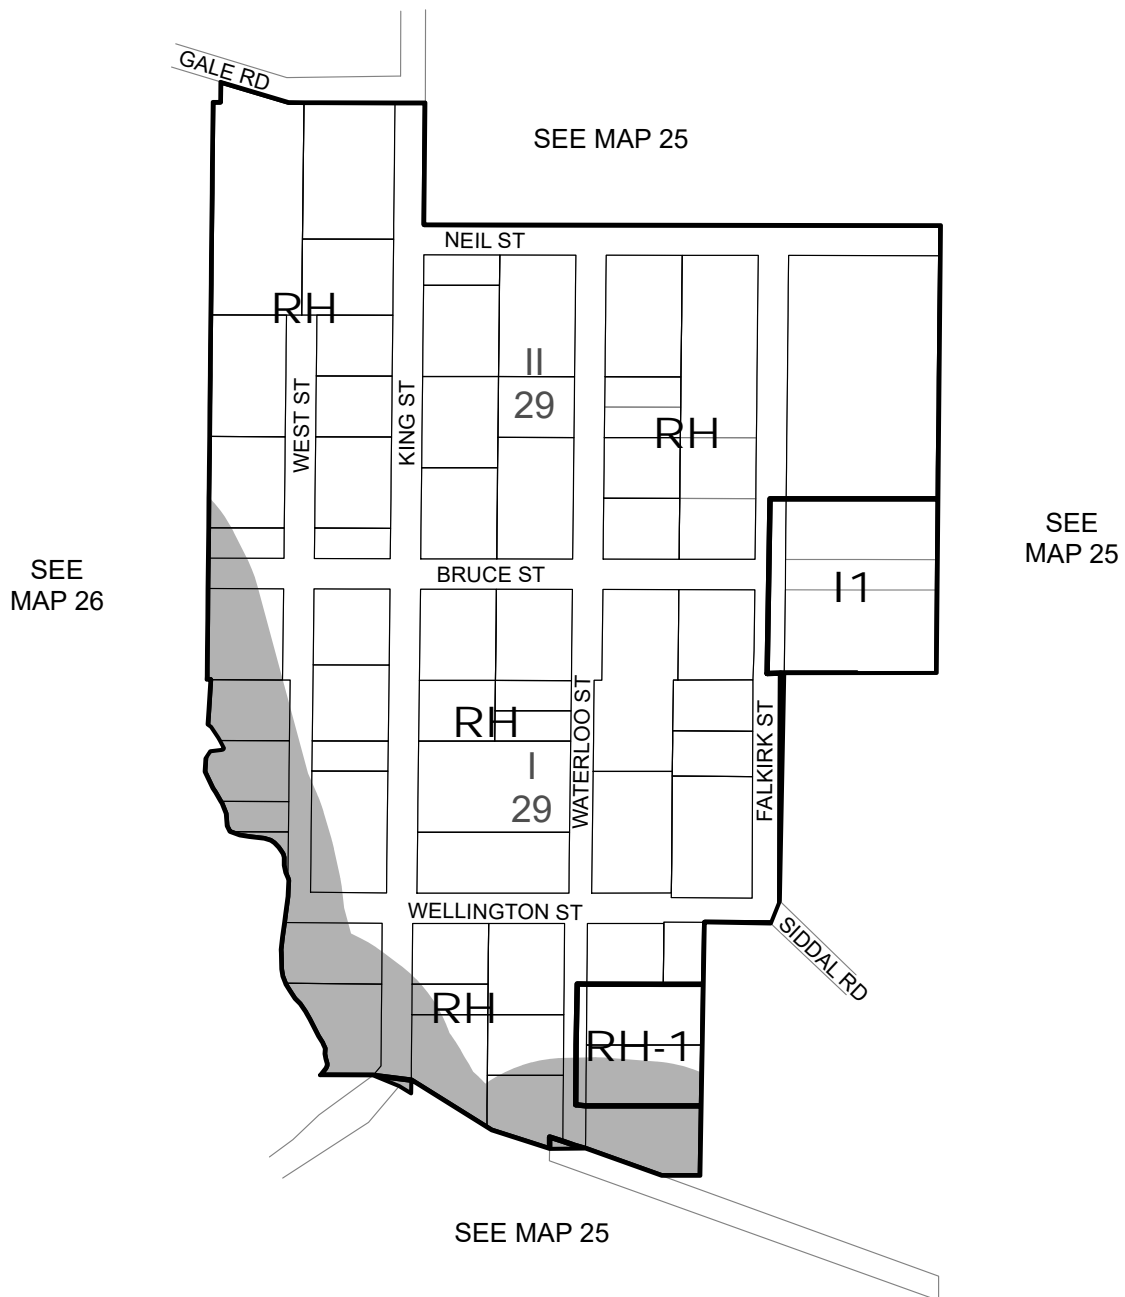 GALE RD
SEE MAP 25
NEIL ST
RH
II
29
WEST ST
KING ST
RH
SEE
MAP 25
SEE
MAP 26
BRUCE ST
I1
RH
WATERLOO ST
FALKIRK ST
I
29
WELLINGTON ST
SIDDAL RD
RH
RH-1
SEE MAP 25